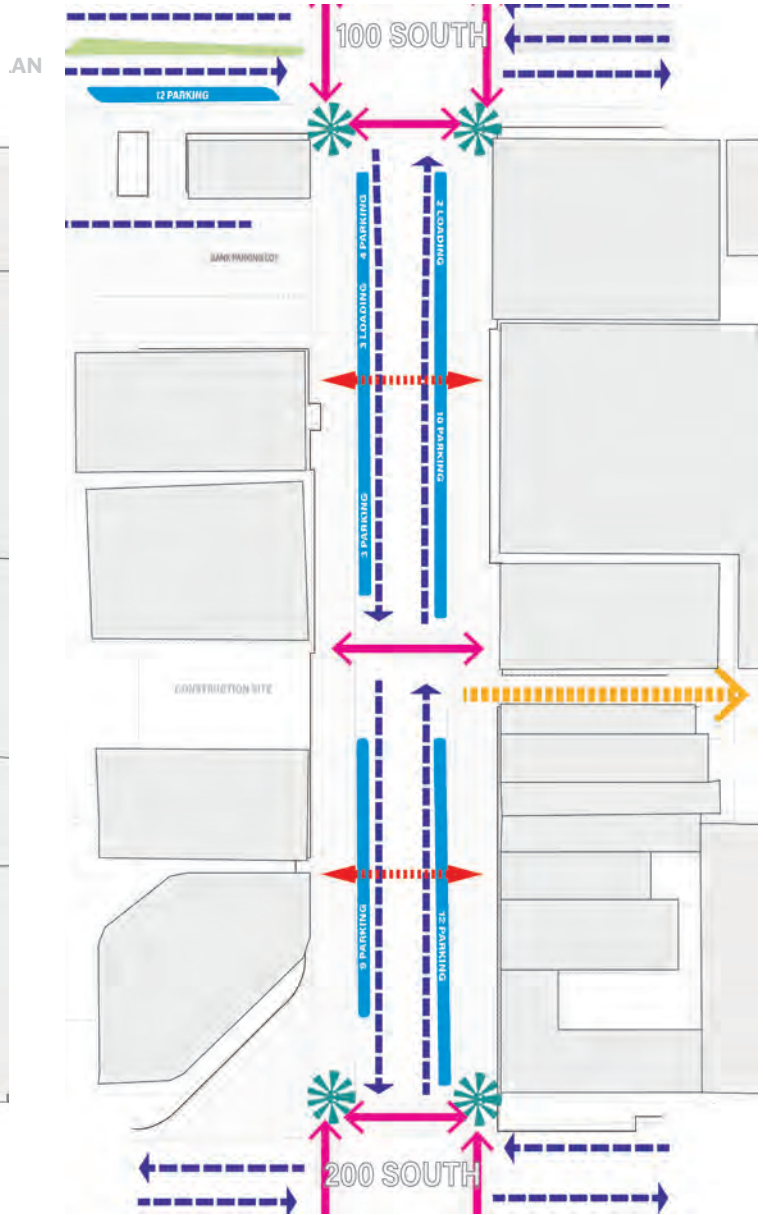 .AN
100 SOUTH
12 PARKING
4 PARKING
2 LOADING
BANK PARKING LOT
3 LOADING
10 PARKING
3 PARKING
CONSTRUCTION SITE
9 PARKING
12 PARKING
200 SOUTH